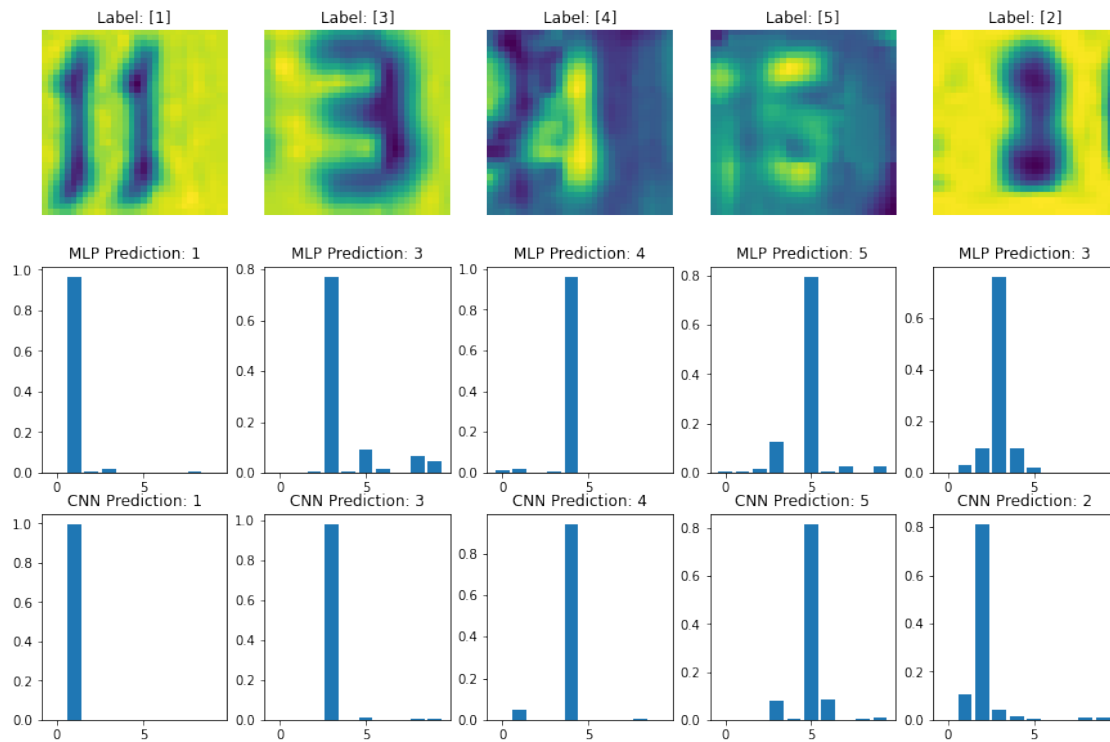 Label: [1] Label: [3] Label: [4] Label: [5] Label: [2]
11 3 4 5
MLP Prediction: 1 MLP Prediction: 3 MLP Prediction: 4 MLP Prediction: 5 MLP Prediction: 3
1.0 0.8 1.0 0.8
0.8 0.6 0.8 0.6 0.6
0.6 0.4 0.6 0.4 0.4
0.4 0.2 0.4 0.2 0.2
0.2 0.2
0.0 0.0 0.0 0.0 0.0
0 5 0 5 0 5 0 5 0 5
CNN Prediction: 1 CNN Prediction: 3 CNN Prediction: 4 CNN Prediction: 5 CNN Prediction: 2
1.0 1.0 0.8 0.8
0.8 0.8 0.8 0.6 0.6
0.6 0.6 0.6 0.4 0.4
0.4 0.4 0.4 0.2 0.2
0.2 0.2 0.2
0.0 0.0 0.0 0.0 0.0
0 5 0 5 0 5 0 5 0 5